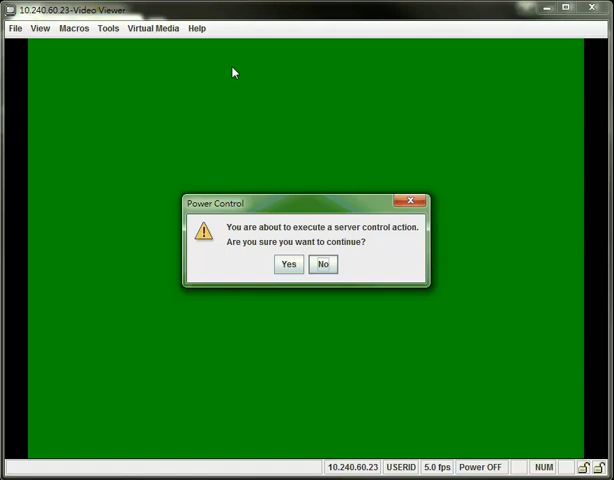 10.240.60.23-Video Viewer
File View Macros Tools Virtual Media Help
Power Control
You are about to execute a server control action.
Are you sure you want to continue?
Yes No
10.240.60.23 USERID 5.0 fps Power OFF NUM